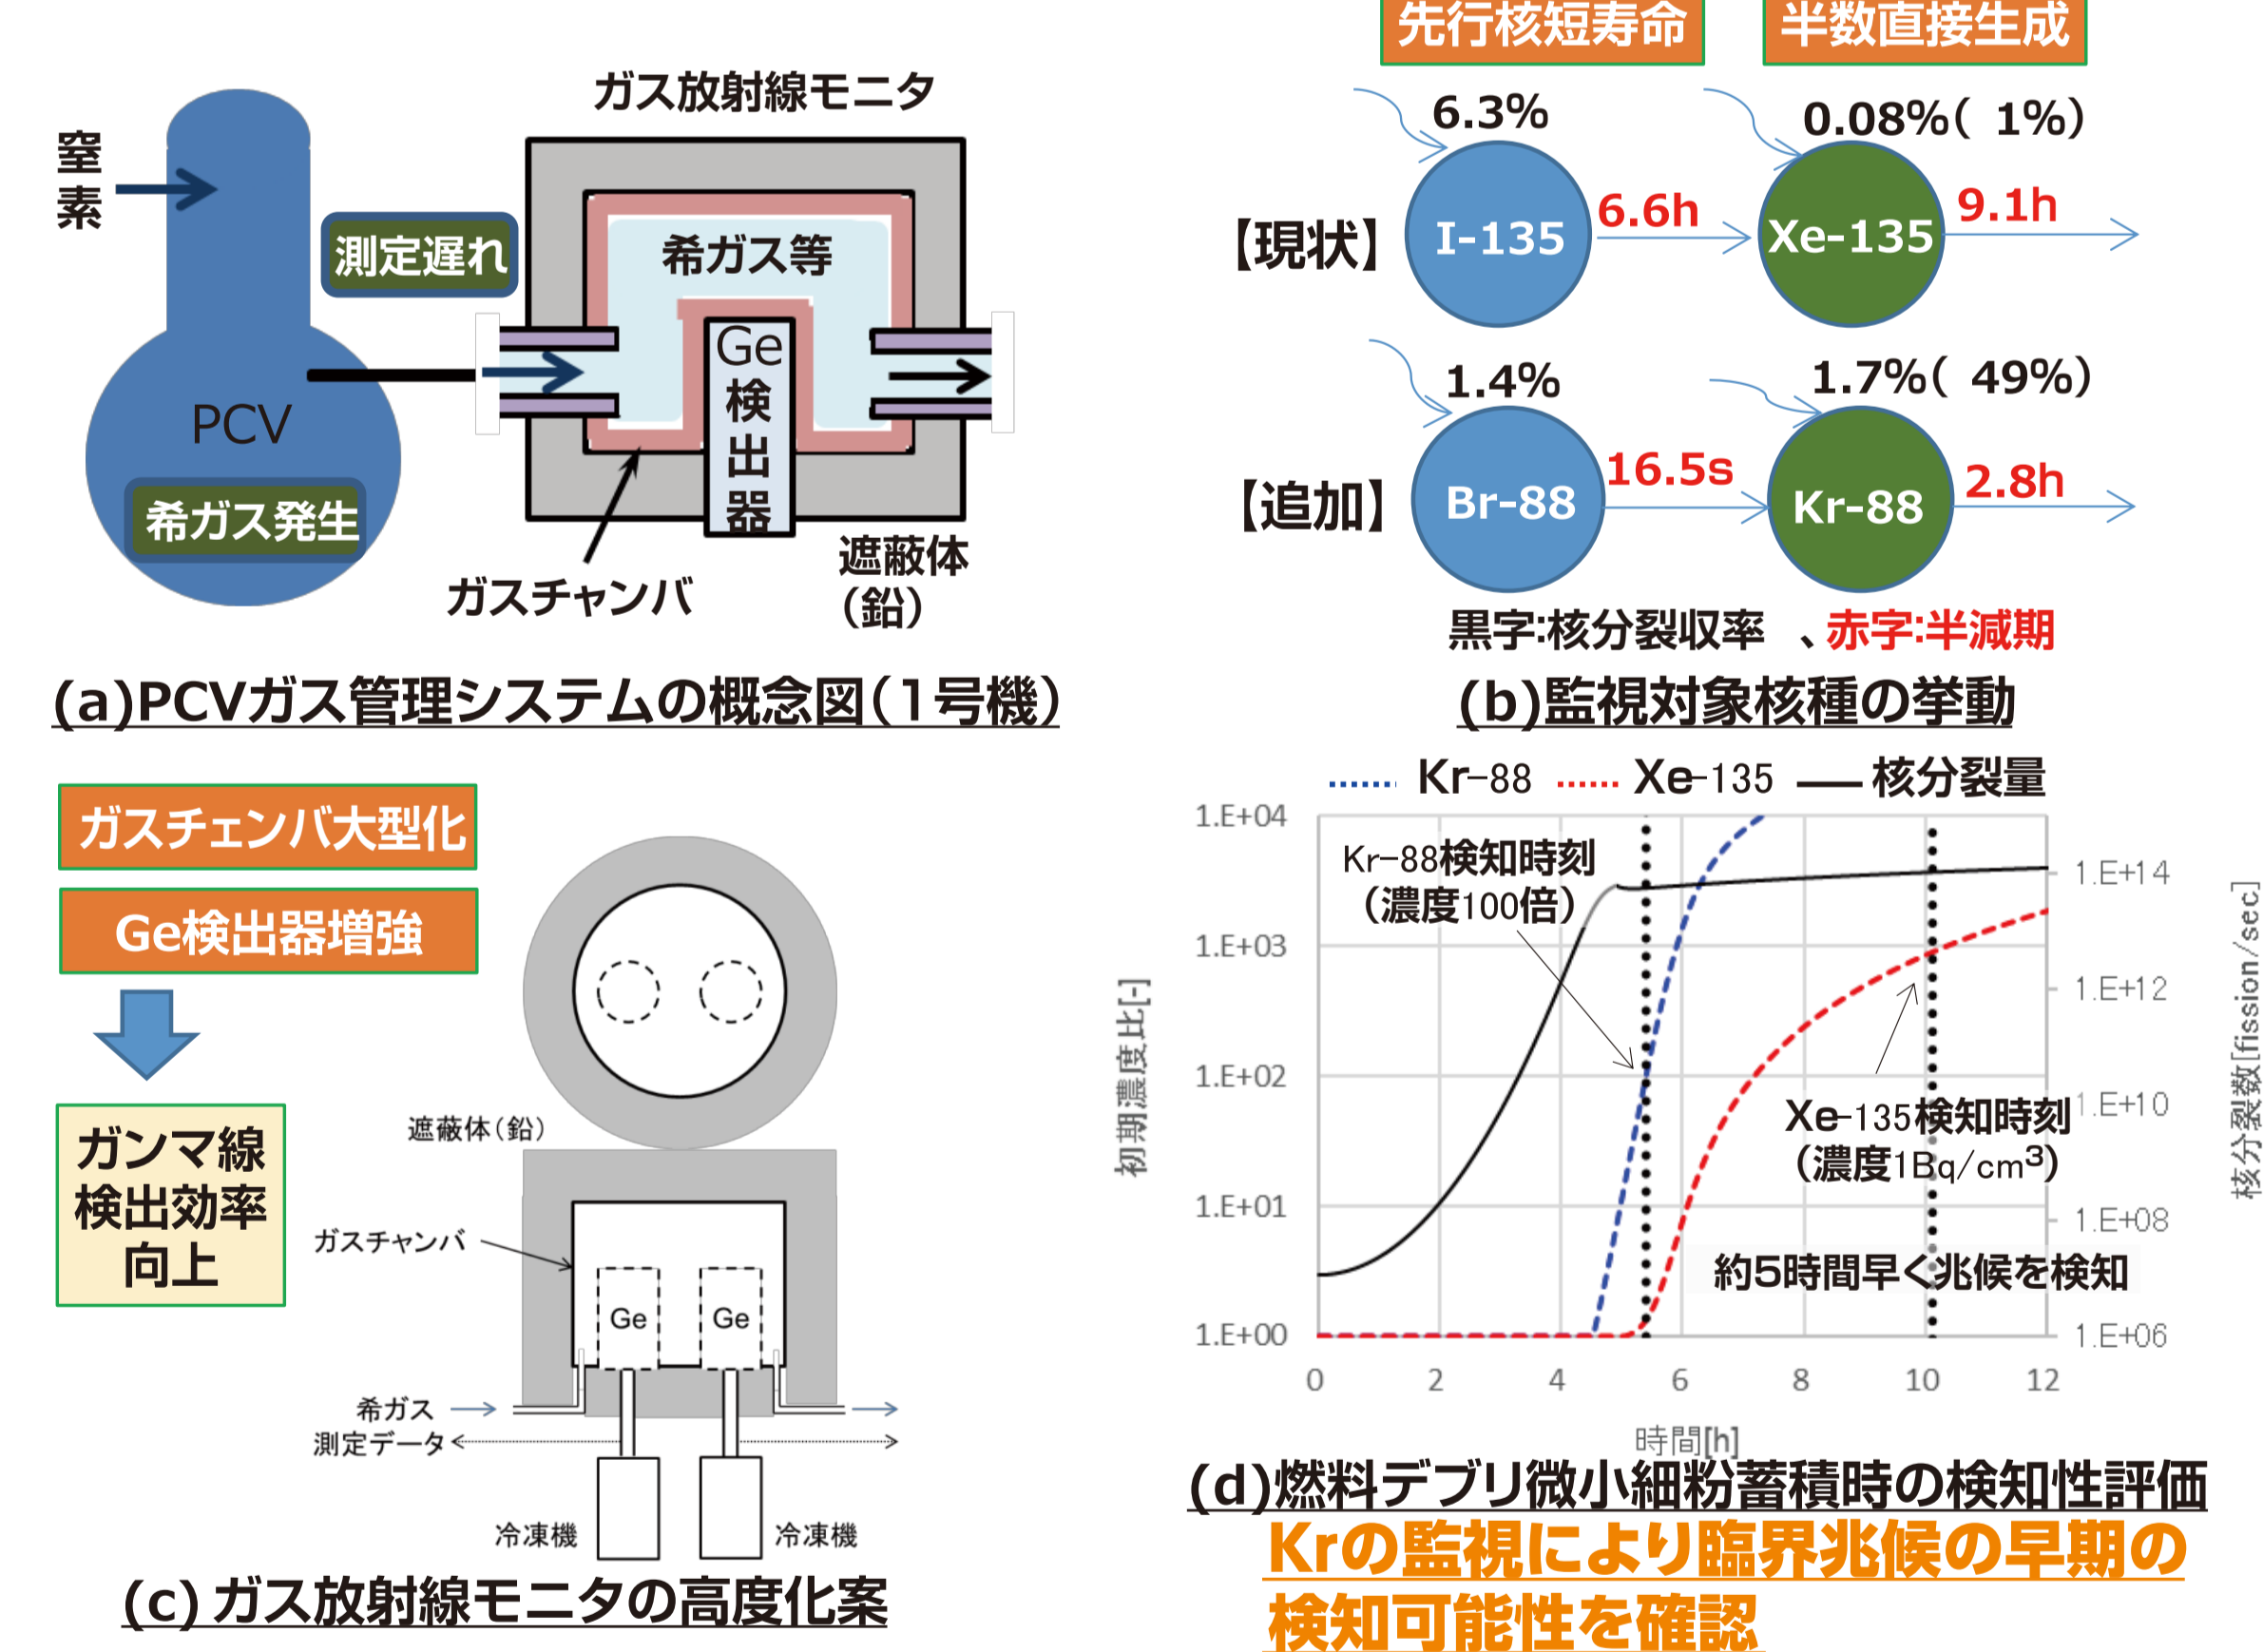 ガス放射線モニタ
窒素
測定遅れ
希ガス等
Ge検出器
PCV
希ガス発生
ガスチャンバ
遮蔽体
（鉛）
(a)PCVガス管理システムの概念図（１号機）
先行核短寿命
半数直接生成
6.3%
0.08%( 1%)
【現状】
I-135
6.6h
Xe-135
9.1h
1.4%
1.7%( 49%)
【追加】
Br-88
16.5s
Kr-88
2.8h
黒字:核分裂収率 、赤字:半減期
(b)監視対象核種の挙動
ガスチェンバ大型化
Ge検出器増強
ガンマ線
検出効率
向上
遮蔽体（鉛）
ガスチャンバ
Ge
Ge
希ガス
測定データ
冷凍機
冷凍機
(c)ガス放射線モニタの高度化案
Kr-88
Xe-135
核分裂量
1.E+04
1.E+03
1.E+02
1.E+01
1.E+00
初期濃度比[-]
Kr-88検知時刻
（濃度100倍）
Xe-135検知時刻
（濃度1Bq/cm³）
約5時間早く兆候を検知
1.E+14
1.E+12
1.E+10
1.E+08
1.E+06
核分裂数[fission/sec]
0 2 4 6 8 10 12
時間[h]
(d)燃料デブリ微小細粉蓄積時の検知性評価
Krの監視により臨界兆候の早期の
検知可能性を確認